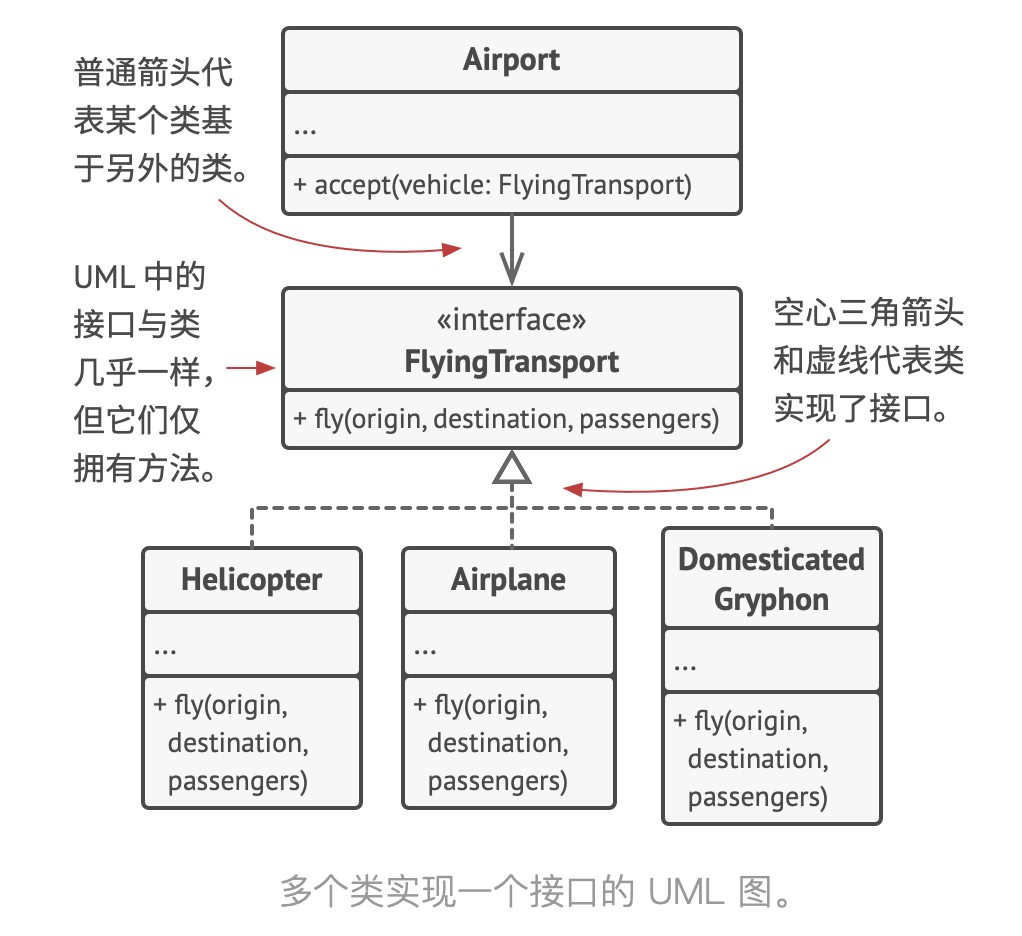 Airport
...
+ accept(vehicle: FlyingTransport)
普通箭头代
表某个类基
于另外的类。
UML 中的
接口与类
几乎一样，
但它们仅
拥有方法。
«interface»
FlyingTransport
+ fly(origin, destination, passengers)
空心三角箭头
和虚线代表类
实现了接口。
Helicopter
...
+ fly(origin,
destination,
passengers)
Airplane
...
+ fly(origin,
destination,
passengers)
Domesticated
Gryphon
...
+ fly(origin,
destination,
passengers)
多个类实现一个接口的 UML 图。